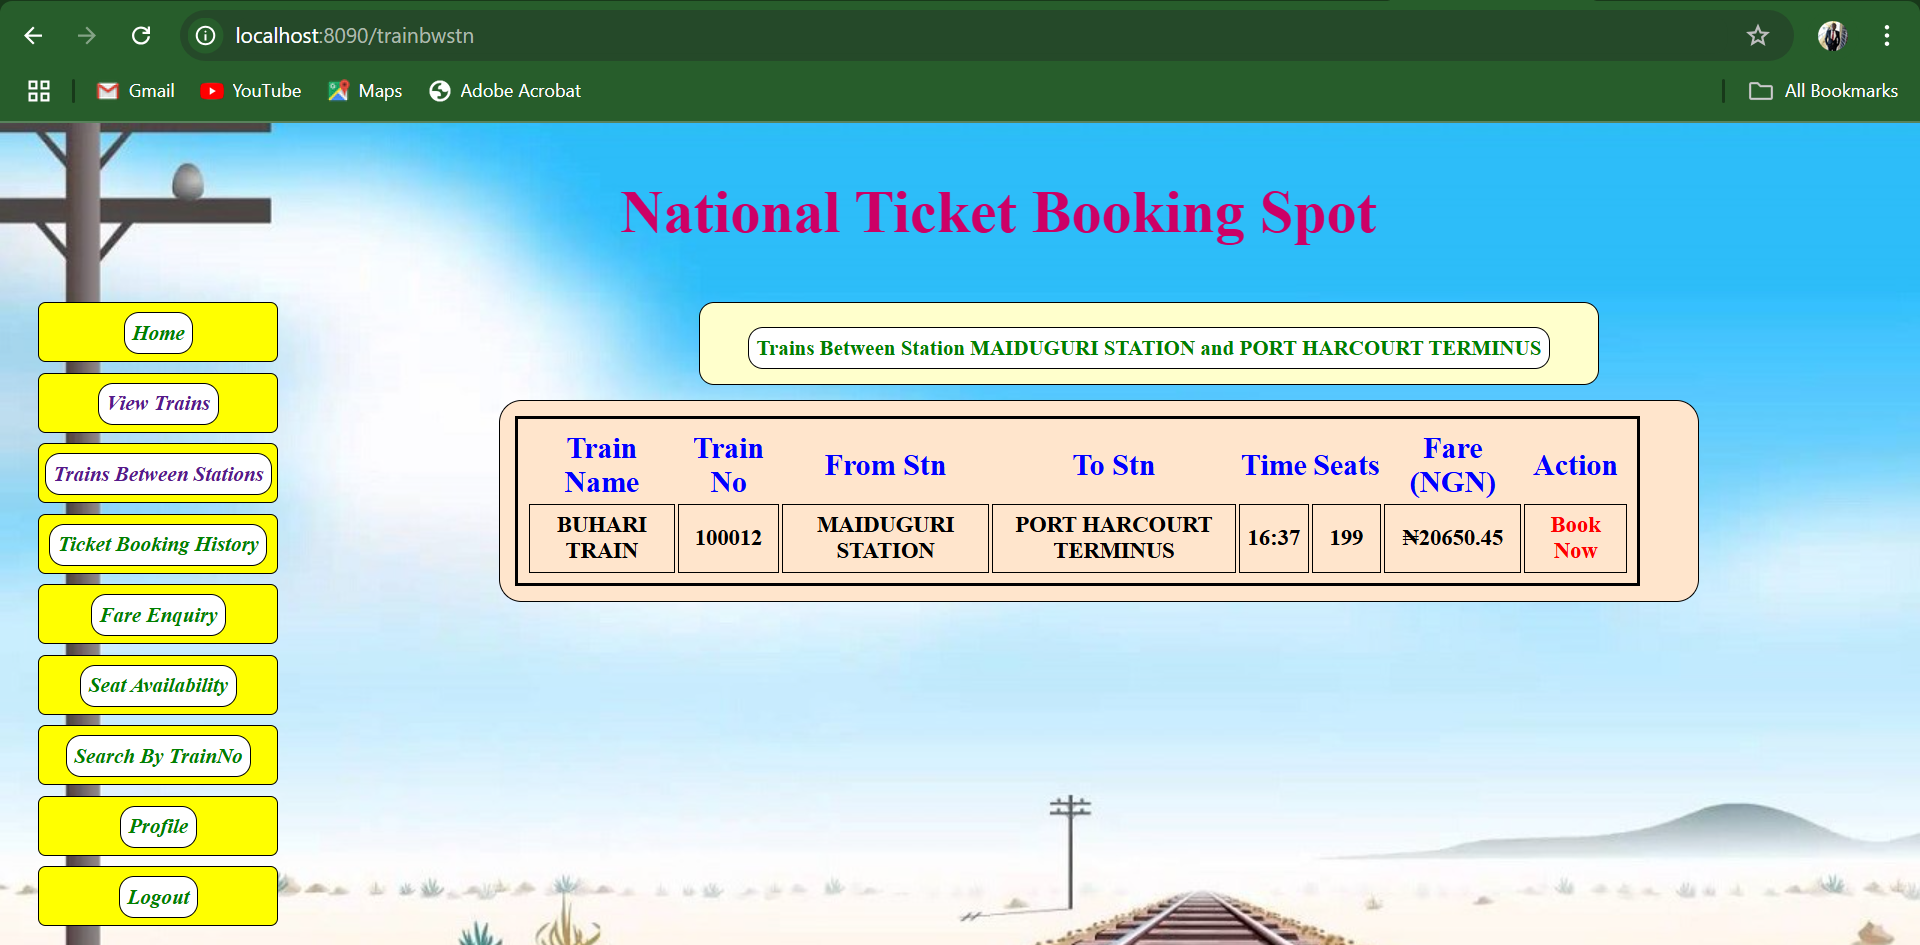 localhost:8090/trainbwstn
Gmail YouTube Maps Adobe Acrobat All Bookmarks
National Ticket Booking Spot
Home
View Trains
Trains Between Stations
Ticket Booking History
Fare Enquiry
Seat Availability
Search By TrainNo
Profile
Logout
Trains Between Station MAIDUGURI STATION and PORT HARCOURT TERMINUS
Train Name Train No From Stn To Stn Time Seats Fare (NGN) Action
BUHARI TRAIN 100012 MAIDUGURI STATION PORT HARCOURT TERMINUS 16:37 199 ₦20650.45 Book Now